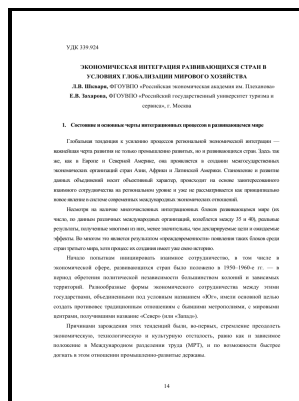 УДК 339.924
ЭКОНОМИЧЕСКАЯ ИНТЕГРАЦИЯ РАЗВИВАЮЩИХСЯ СТРАН В
УСЛОВИЯХ ГЛОБАЛИЗАЦИИ МИРОВОГО ХОЗЯЙСТВА
Л.В. Шкваря, ФГОУВПО «Российская экономическая академия им. Плеханова»
Е.В. Захарова, ФГОУВПО «Российский государственный университет туризма и
сервиса», г. Москва
1. Состояние и основные черты интеграционных процессов в развивающемся мире
Глобальная тенденция к усилению процессов региональной экономической интеграции —
важнейшая черта развития не только промышленно развитых, но и развивающихся стран. Здесь так
же, как в Европе и Северной Америке, она проявляется в создании межгосударственных
экономических организаций стран Азии, Африки и Латинской Америки. Становление и развитие
данных объединений носит объективный характер, происходит на основе заинтересованного
взаимного сотрудничества на региональном уровне и уже не рассматривается как принципиально
новое явление в системе современных международных экономических отношений.
Несмотря на наличие многочисленных интеграционных блоков развивающемся мире (их
число, по данным различных международных организаций, колеблется между 35 и 40), реальные
результаты, полученные многими из них, менее значительны, чем декларируемые цели и ожидаемые
эффекты. Во многом это является результатом «преждевременности» появления таких блоков среди
стран третьего мира, хотя процесс их создания имеет уже свою историю.
Начало попыткам инициировать взаимное сотрудничество, в том числе в
экономической сфере, развивающихся стран было положено в 1950-1960-е гг. — в
период обретения политической независимости большинством колоний и зависимых
территорий. Разнообразные формы экономического сотрудничества между этими
государствами, объединенными под условным названием «Юг», имели основной целью
создать противовес традиционным отношениям с бывшими метрополиями, с мировыми
центрами, получившими название «Север» (или «Запад»).
Причинами зарождения этих тенденций были, во-первых, стремление преодолеть
экономическую, технологическую и культурную отсталость, равно как и зависимое
положение в Международном разделении труда (МРТ), и по возможности быстрее
догнать в этом отношении промышленно-развитые державы.
14